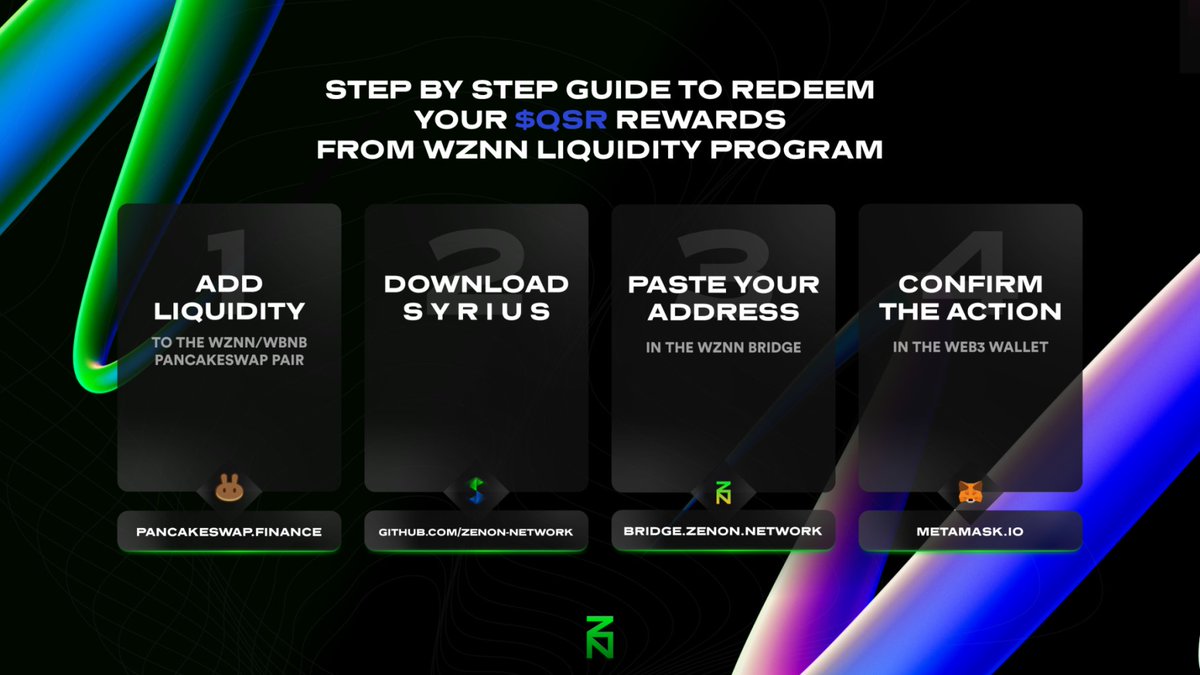 STEP BY STEP GUIDE TO REDEEM
YOUR $QSR REWARDS
FROM WZNN LIQUIDITY PROGRAM
1
ADD
LIQUIDITY
TO THE WZNN/WBNB
PANCAKESWAP PAIR
PANCAKESWAP.FINANCE
2
DOWNLOAD
SYRIUS
GITHUB.COM/ZENON-NETWORK
3
PASTE YOUR
ADDRESS
IN THE WZNN BRIDGE
BRIDGE.ZENON.NETWORK
4
CONFIRM
THE ACTION
IN THE WEB3 WALLET
METAMASK.IO